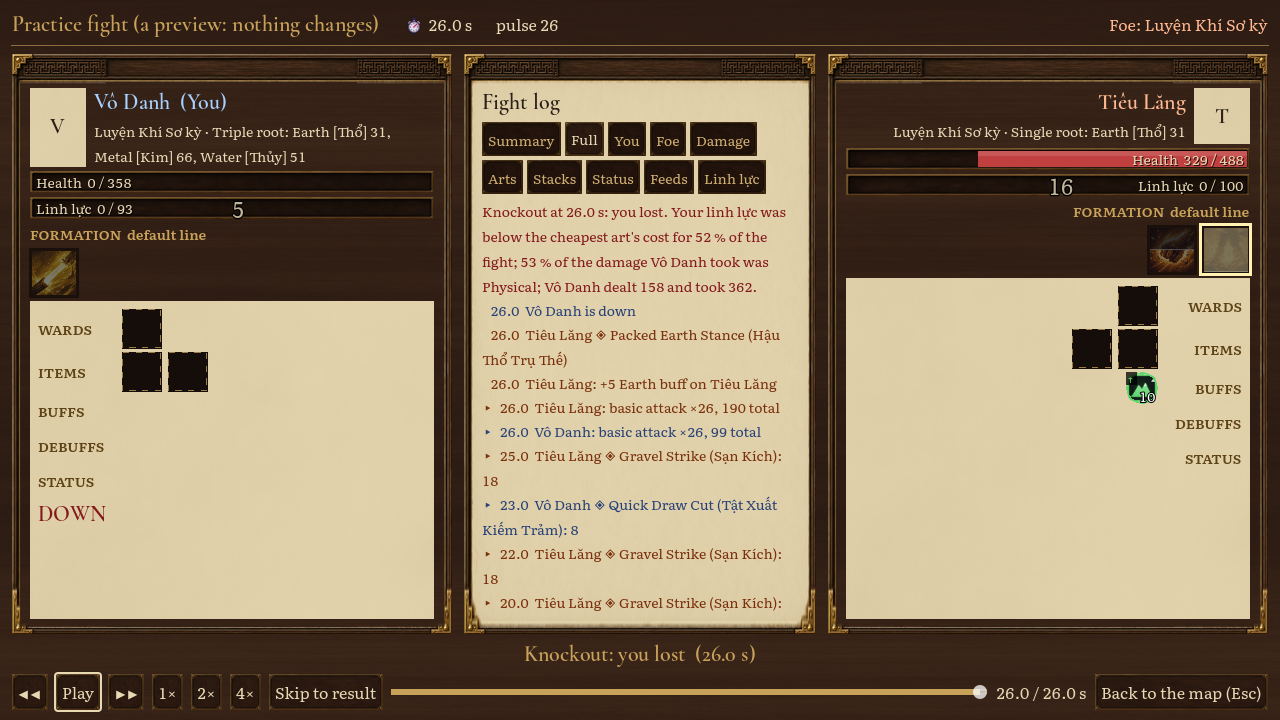 Practice fight (a preview: nothing changes)
26.0 s
pulse 26
Foe: Luyện Khí Sơ kỳ
V
Vô Danh (You)
Luyện Khí Sơ kỳ · Triple root: Earth [Thổ] 31,
Metal [Kim] 66, Water [Thủy] 51
Health 0 / 358
Linh lực 0 / 93
5
FORMATION default line
WARDS
ITEMS
BUFFS
DEBUFFS
STATUS
DOWN
Fight log
Summary
Full
You
Foe
Damage
Arts
Stacks
Status
Feeds
Linh lực
Knockout at 26.0 s: you lost. Your linh lực was
below the cheapest art's cost for 52 % of the
fight; 53 % of the damage Vô Danh took was
Physical; Vô Danh dealt 158 and took 362.
26.0 Vô Danh is down
26.0 Tiêu Lăng ◈ Packed Earth Stance (Hậu
Thổ Trụ Thế)
26.0 Tiêu Lăng: +5 Earth buff on Tiêu Lăng
‣ 26.0 Tiêu Lăng: basic attack ×26, 190 total
‣ 26.0 Vô Danh: basic attack ×26, 99 total
‣ 25.0 Tiêu Lăng ◈ Gravel Strike (Sạn Kích):
18
‣ 23.0 Vô Danh ◈ Quick Draw Cut (Tật Xuất
Kiếm Trảm): 8
‣ 22.0 Tiêu Lăng ◈ Gravel Strike (Sạn Kích):
18
‣ 20.0 Tiêu Lăng ◈ Gravel Strike (Sạn Kích):
Tiêu Lăng
T
Luyện Khí Sơ kỳ · Single root: Earth [Thổ] 31
Health 329 / 488
16
Linh lực 0 / 100
FORMATION default line
WARDS
ITEMS
10
BUFFS
DEBUFFS
STATUS
Knockout: you lost (26.0 s)
◂◂
Play
▸▸
1×
2×
4×
Skip to result
26.0 / 26.0 s
Back to the map (Esc)